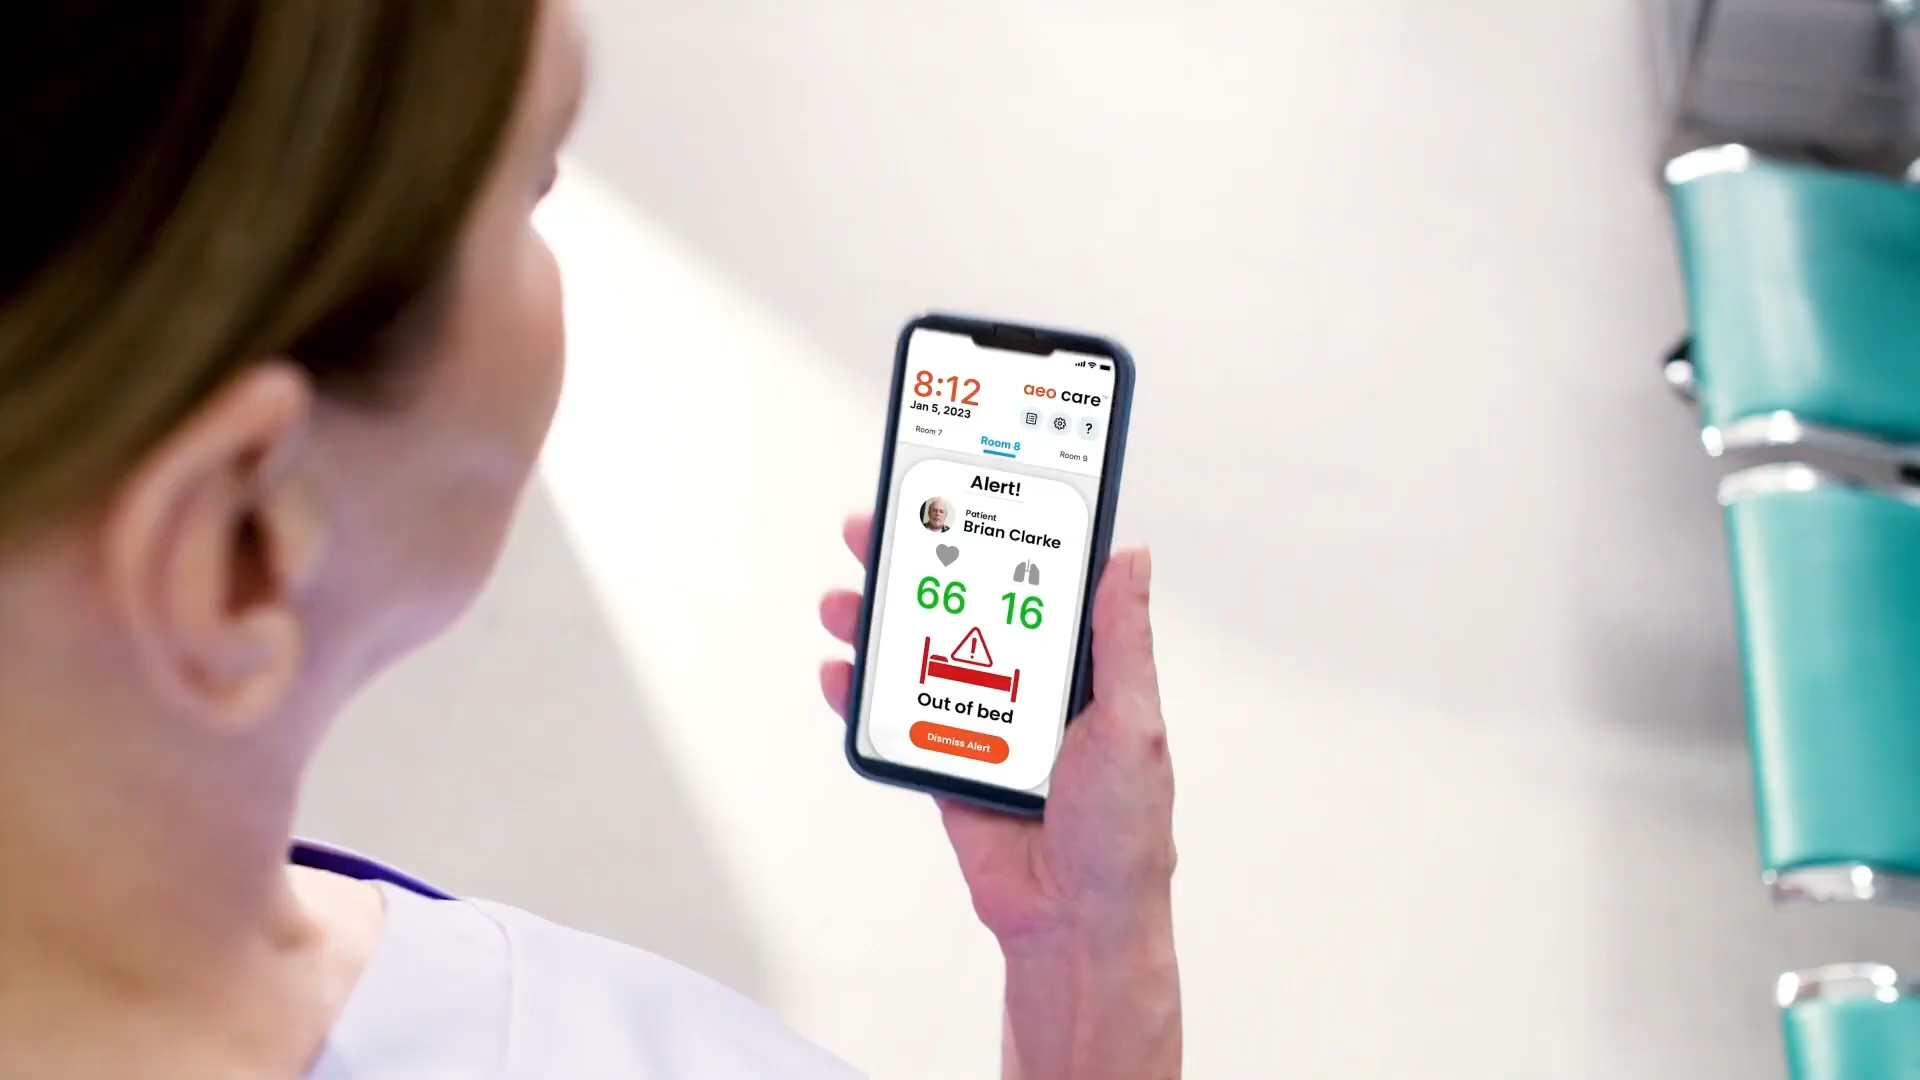 8:12
Jan 5, 2023
aeo care™
?
Room 7
Room 8
Room 9
Alert!
Patient
Brian Clarke
66
16
Out of bed
Dismiss Alert